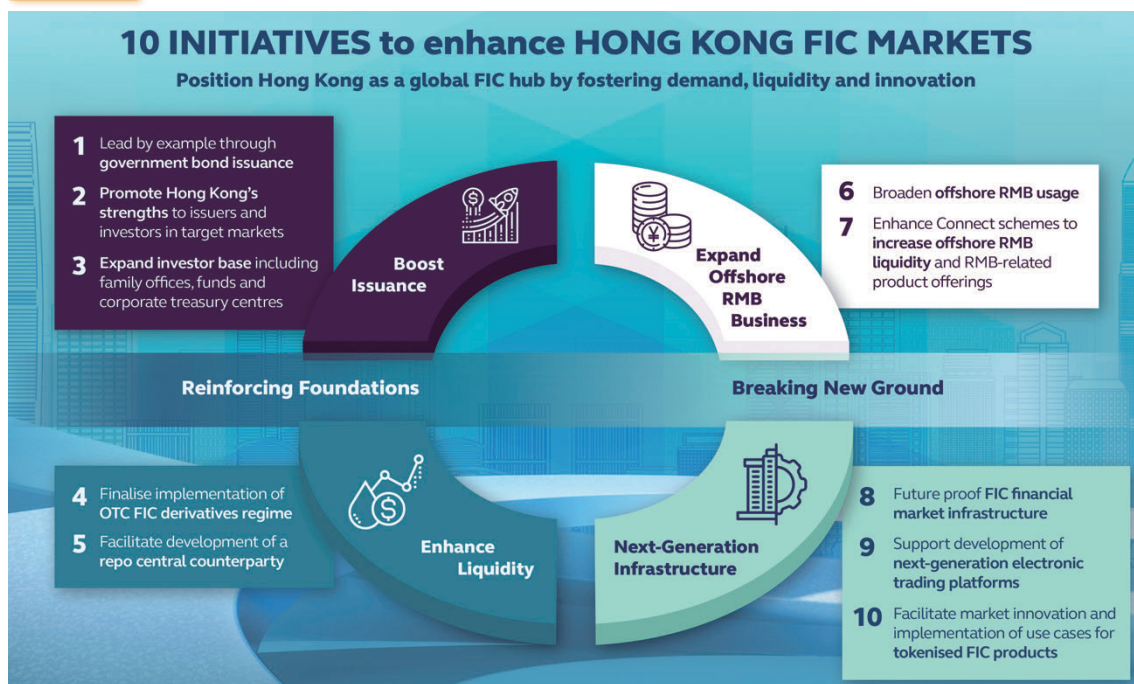 10 INITIATIVES to enhance HONG KONG FIC MARKETS
Position Hong Kong as a global FIC hub by fostering demand, liquidity and innovation
1 Lead by example through
government bond issuance
2 Promote Hong Kong's
strengths to issuers and
investors in target markets
3 Expand investor base including
family offices, funds and
corporate treasury centres
Boost
Issuance
Expand
Offshore
RMB
Business
6 Broaden offshore RMB usage
7 Enhance Connect schemes to
increase offshore RMB
liquidity and RMB-related
product offerings
Reinforcing Foundations
Breaking New Ground
4 Finalise implementation of
OTC FIC derivatives regime
5 Facilitate development of a
repo central counterparty
Enhance
Liquidity
Next-Generation
Infrastructure
8 Future proof FIC financial
market infrastructure
9 Support development of
next-generation electronic
trading platforms
10 Facilitate market innovation and
implementation of use cases for
tokenised FIC products